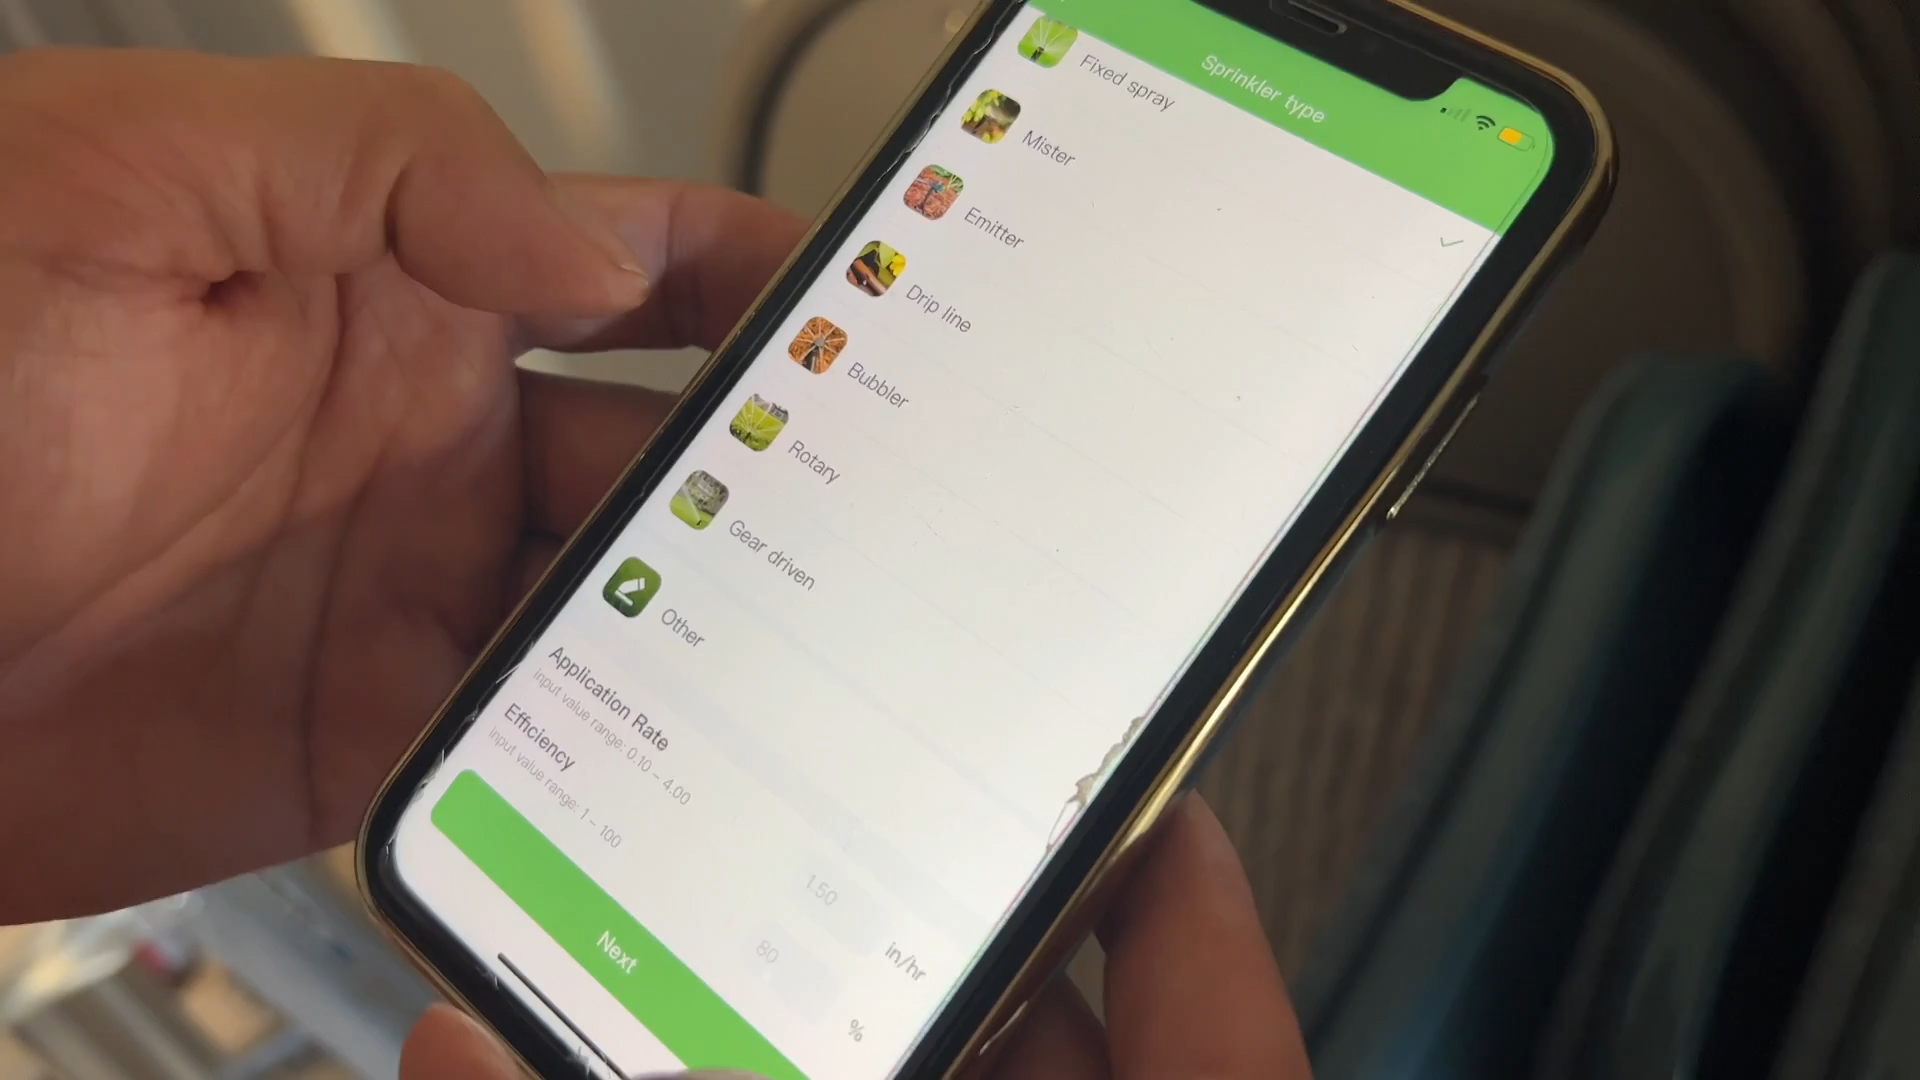 Sprinkler type
Fixed spray
Mister
Emitter
Drip line
Bubbler
Rotary
Gear driven
Other
Application Rate
input value range: 0.10 – 4.00
1.50 in/hr
Efficiency
input value range: 1 – 100
80 %
Next